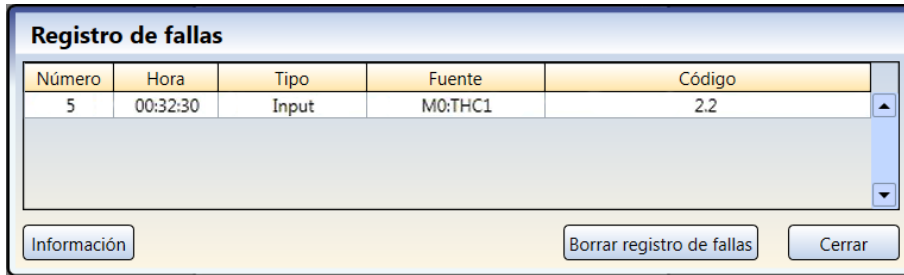 Registro de fallas
Número Hora Tipo Fuente Código
5 00:32:30 Input M0:THC1 2.2
Información Borrar registro de fallas Cerrar